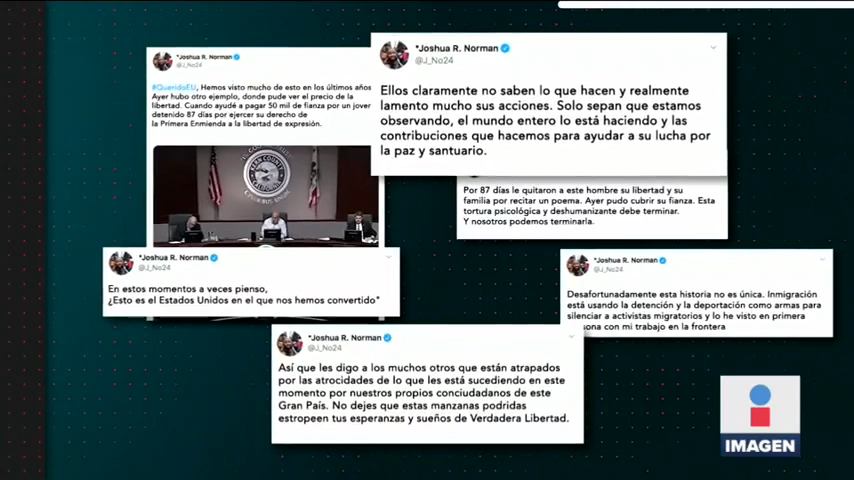 *Joshua R. Norman
@J_No24
#QueridoEU, Hemos visto mucho de esto en los últimos años
Ayer hubo otro ejemplo, donde pude ver el precio de la
libertad. Cuando ayudé a pagar 50 mil de fianza por un joven
detenido 87 días por ejercer su derecho de
la Primera Enmienda a la libertad de expresión.
KERN COUNTY
CALIFORNIA
*Joshua R. Norman
@J_No24
Ellos claramente no saben lo que hacen y realmente
lamento mucho sus acciones. Solo sepan que estamos
observando, el mundo entero lo está haciendo y las
contribuciones que hacemos para ayudar a su lucha por
la paz y santuario.
Por 87 días le quitaron a este hombre su libertad y su
familia por recitar un poema. Ayer pudo cubrir su fianza. Esta
tortura psicológica y deshumanizante debe terminar.
Y nosotros podemos terminarla.
*Joshua R. Norman
@J_No24
En estos momentos a veces pienso,
¿Esto es el Estados Unidos en el que nos hemos convertido"
*Joshua R. Norman
@J_No24
Desafortunadamente esta historia no es única. Inmigración
está usando la detención y la deportación como armas para
silenciar a activistas migratorios y lo he visto en primera
sona con mi trabajo en la frontera
*Joshua R. Norman
@J_No24
Así que les digo a los muchos otros que están atrapados
por las atrocidades de lo que les está sucediendo en este
momento por nuestros propios conciudadanos de este
Gran País. No dejes que estas manzanas podridas
estropeen tus esperanzas y sueños de Verdadera Libertad.
IMAGEN